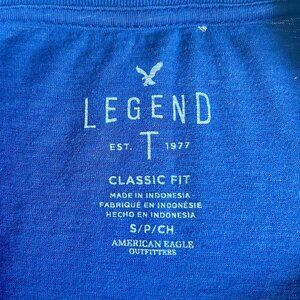 LEGEND
EST. T 1977
CLASSIC FIT
MADE IN INDONESIA
FABRIQUÉ EN INDONÉSIE
HECHO EN INDONESIA
S/P/CH
AMERICAN EAGLE
OUTFITTERS